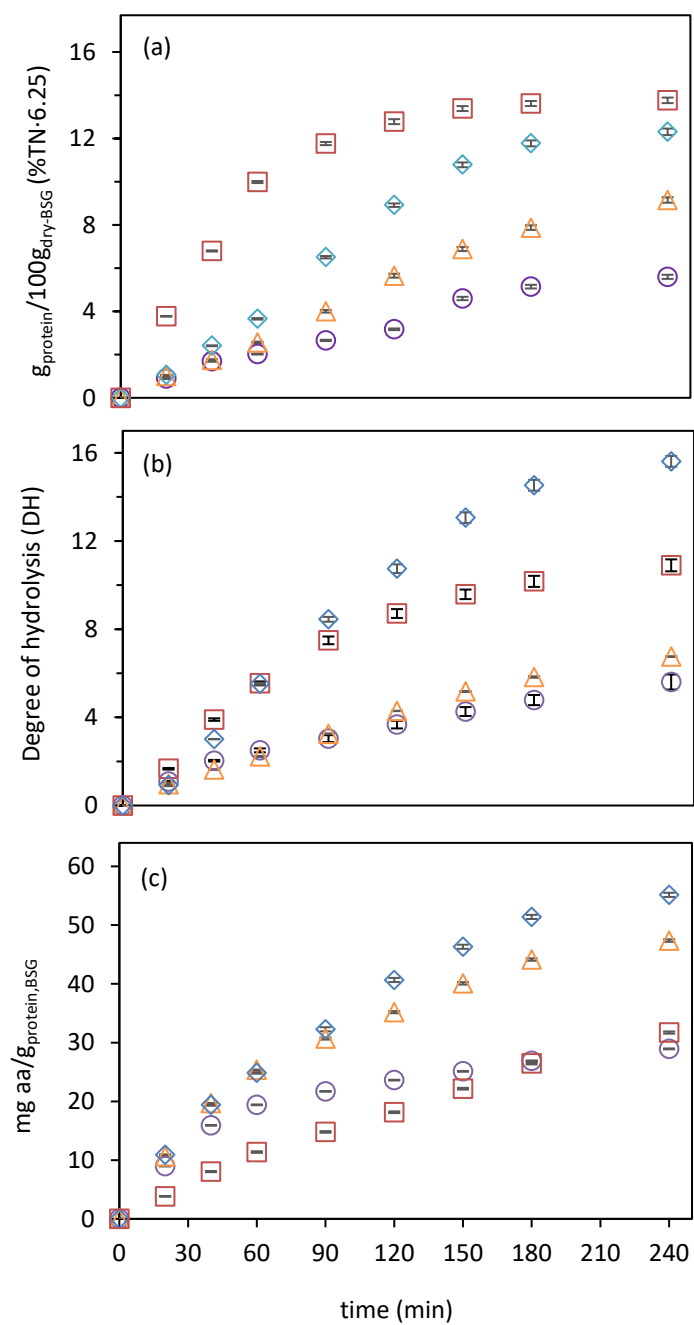 (a)
g_protein/100g_dry-BSG (%TN·6.25)
16
12
8
4
0
(b)
Degree of hydrolysis (DH)
16
12
8
4
0
(c)
mg aa/g_protein,BSG
60
50
40
30
20
10
0
0 30 60 90 120 150 180 210 240
time (min)